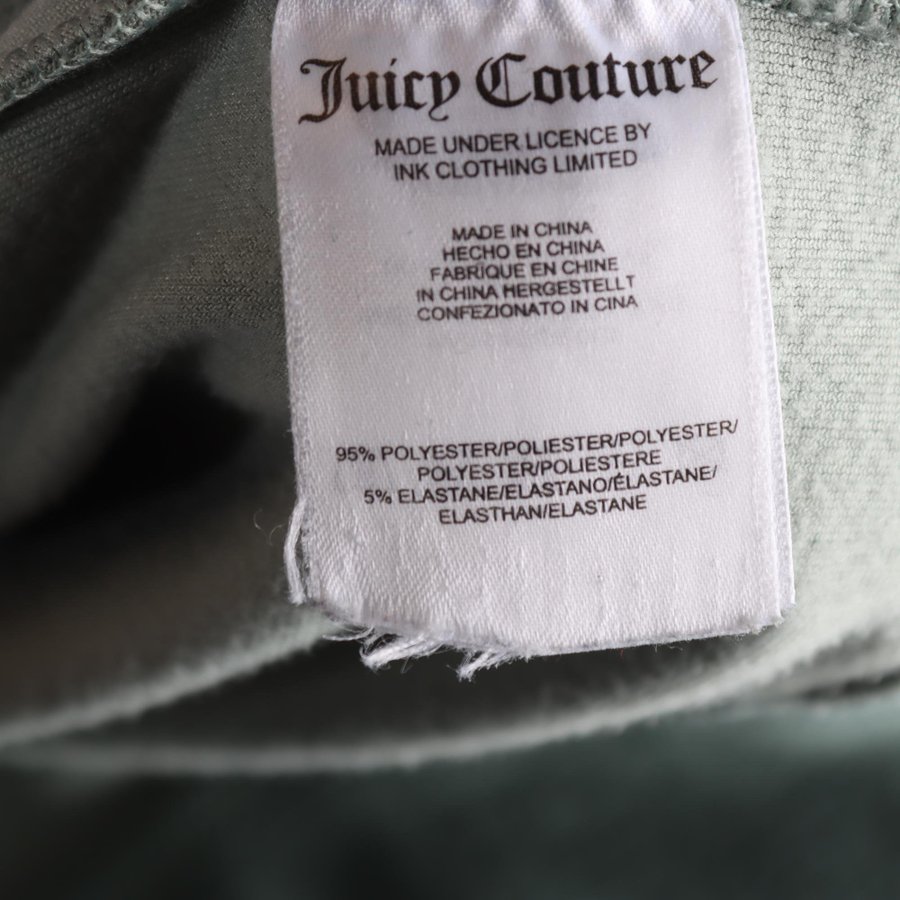 Juicy Couture
MADE UNDER LICENCE BY
INK CLOTHING LIMITED
MADE IN CHINA
HECHO EN CHINA
FABRIQUE EN CHINE
IN CHINA HERGESTELLT
CONFEZIONATO IN CINA
95% POLYESTER/POLIESTER/POLYESTER/
POLYESTER/POLIESTERE
5% ELASTANE/ELASTANO/ÉLASTANE/
ELASTHAN/ELASTANE